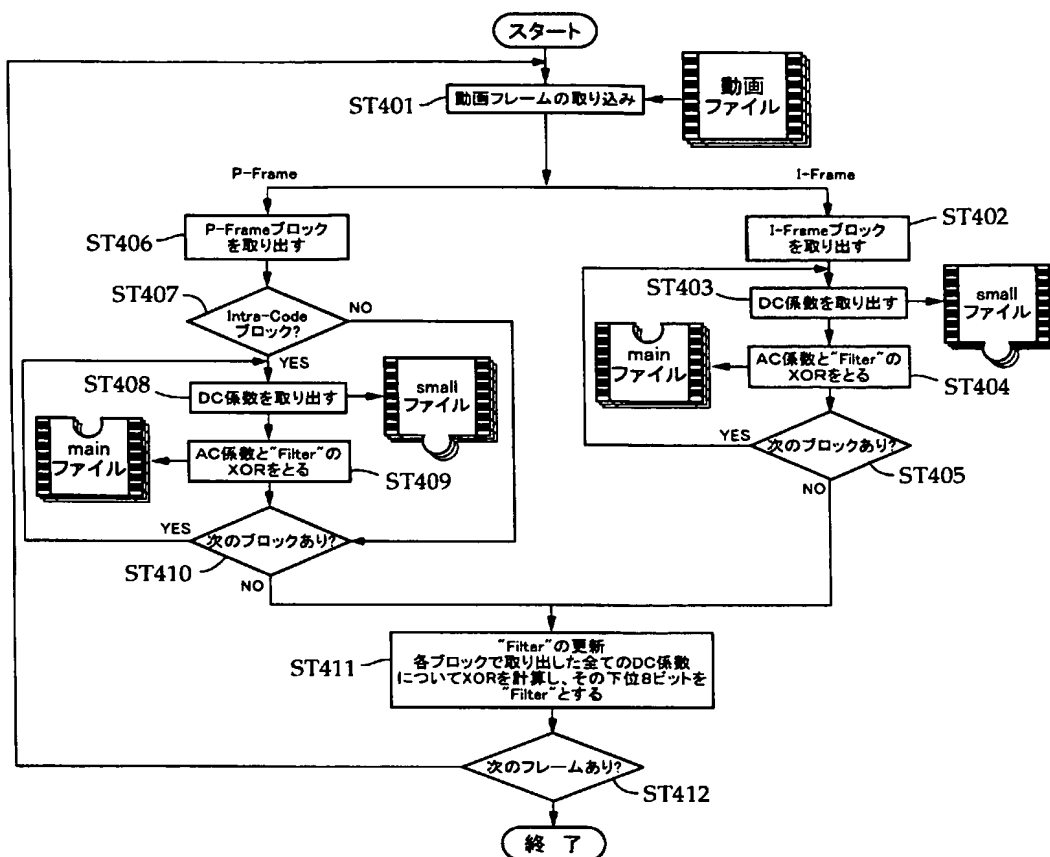 スタート
ST401
動画フレームの取り込み
動画
ファイル
P-Frame
I-Frame
ST406
P-Frameブロック
を取り出す
I-Frameブロック
を取り出す
ST402
ST407
Intra-Code
ブロック?
NO
YES
ST403
DC係数を取り出す
small
ファイル
main
ファイル
AC係数と"Filter"の
XORをとる
ST404
YES
次のブロックあり?
ST405
NO
ST408
DC係数を取り出す
small
ファイル
main
ファイル
AC係数と"Filter"の
XORをとる
ST409
YES
次のブロックあり?
ST410
NO
ST411
"Filter"の更新
各ブロックで取り出した全てのDC係数
についてXORを計算し、その下位8ビットを
"Filter"とする
次のフレームあり?
ST412
終 了